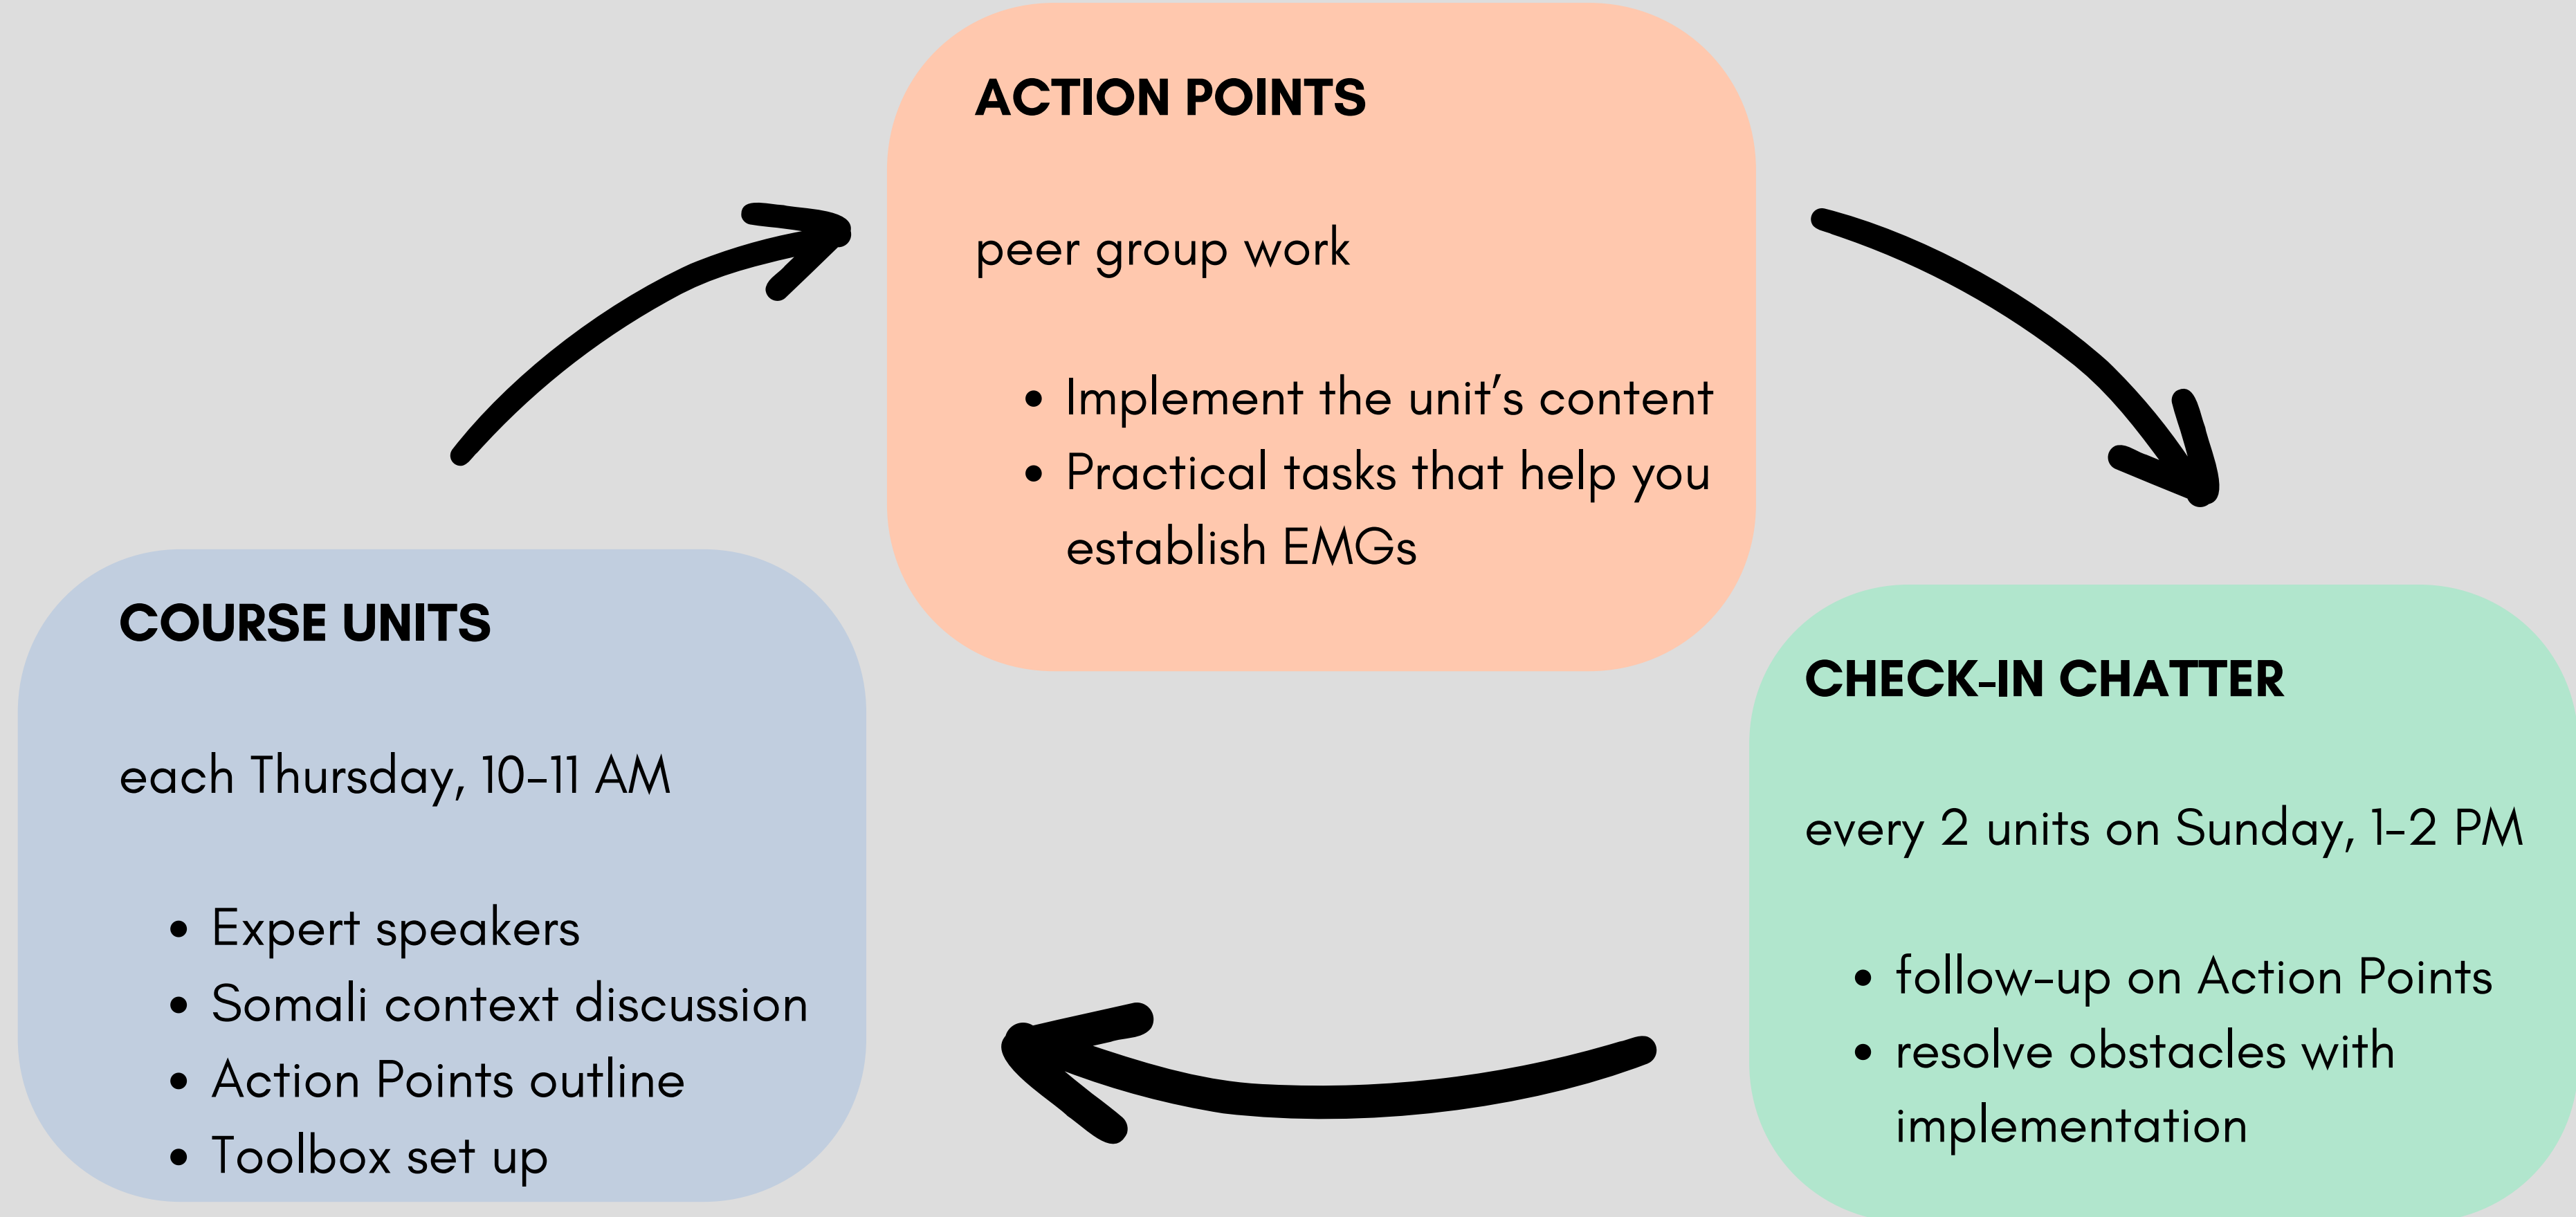 ACTION POINTS
peer group work
• Implement the unit’s content
• Practical tasks that help you
establish EMGs
COURSE UNITS
each Thursday, 10-11 AM
• Expert speakers
• Somali context discussion
• Action Points outline
• Toolbox set up
CHECK-IN CHATTER
every 2 units on Sunday, 1-2 PM
• follow-up on Action Points
• resolve obstacles with
implementation